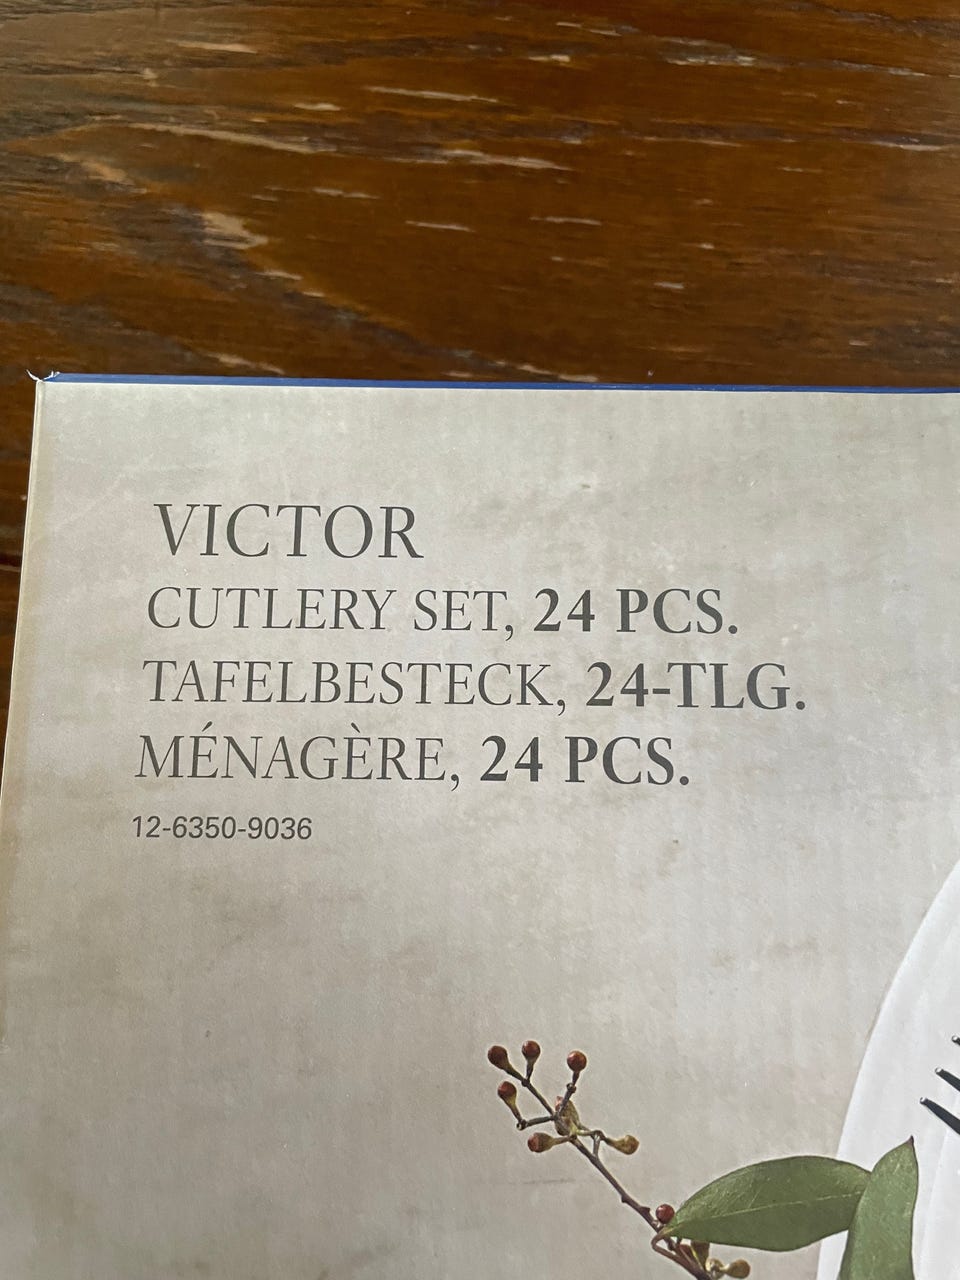 VICTOR
CUTLERY SET, 24 PCS.
TAFELBESTECK, 24-TLG.
MÉNAGÈRE, 24 PCS.
12-6350-9036